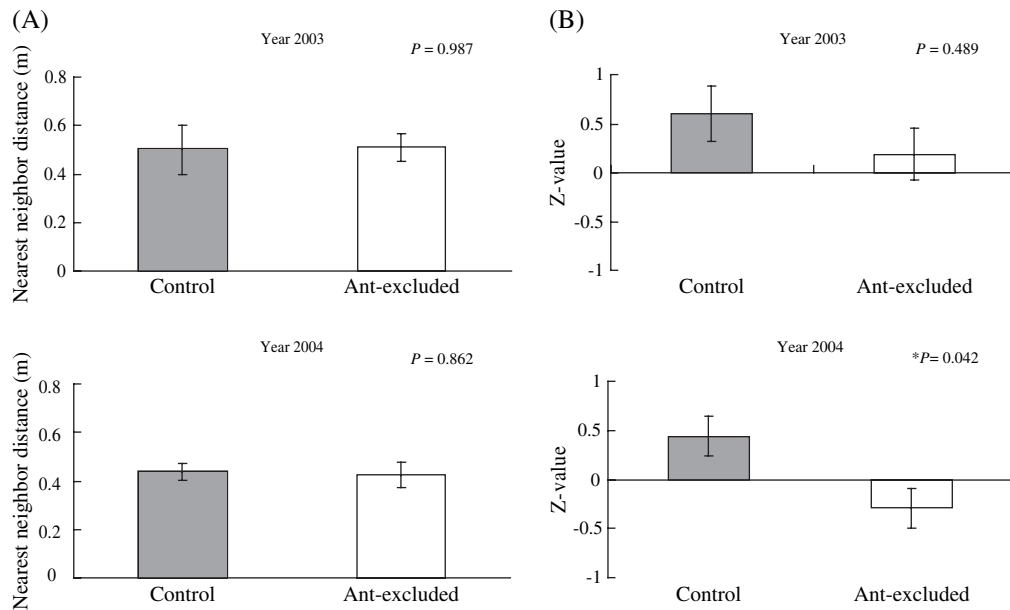 (A)
Year 2003
P = 0.987
Nearest neighbor distance (m)
0.8
0.6
0.4
0.2
0
Control
Ant-excluded
(B)
Year 2003
P = 0.489
Z-value
1
0.5
0
-0.5
-1
Control
Ant-excluded
Year 2004
P = 0.862
Nearest neighbor distance (m)
0.8
0.6
0.4
0.2
0
Control
Ant-excluded
Year 2004
*P= 0.042
Z-value
1
0.5
0
-0.5
-1
Control
Ant-excluded